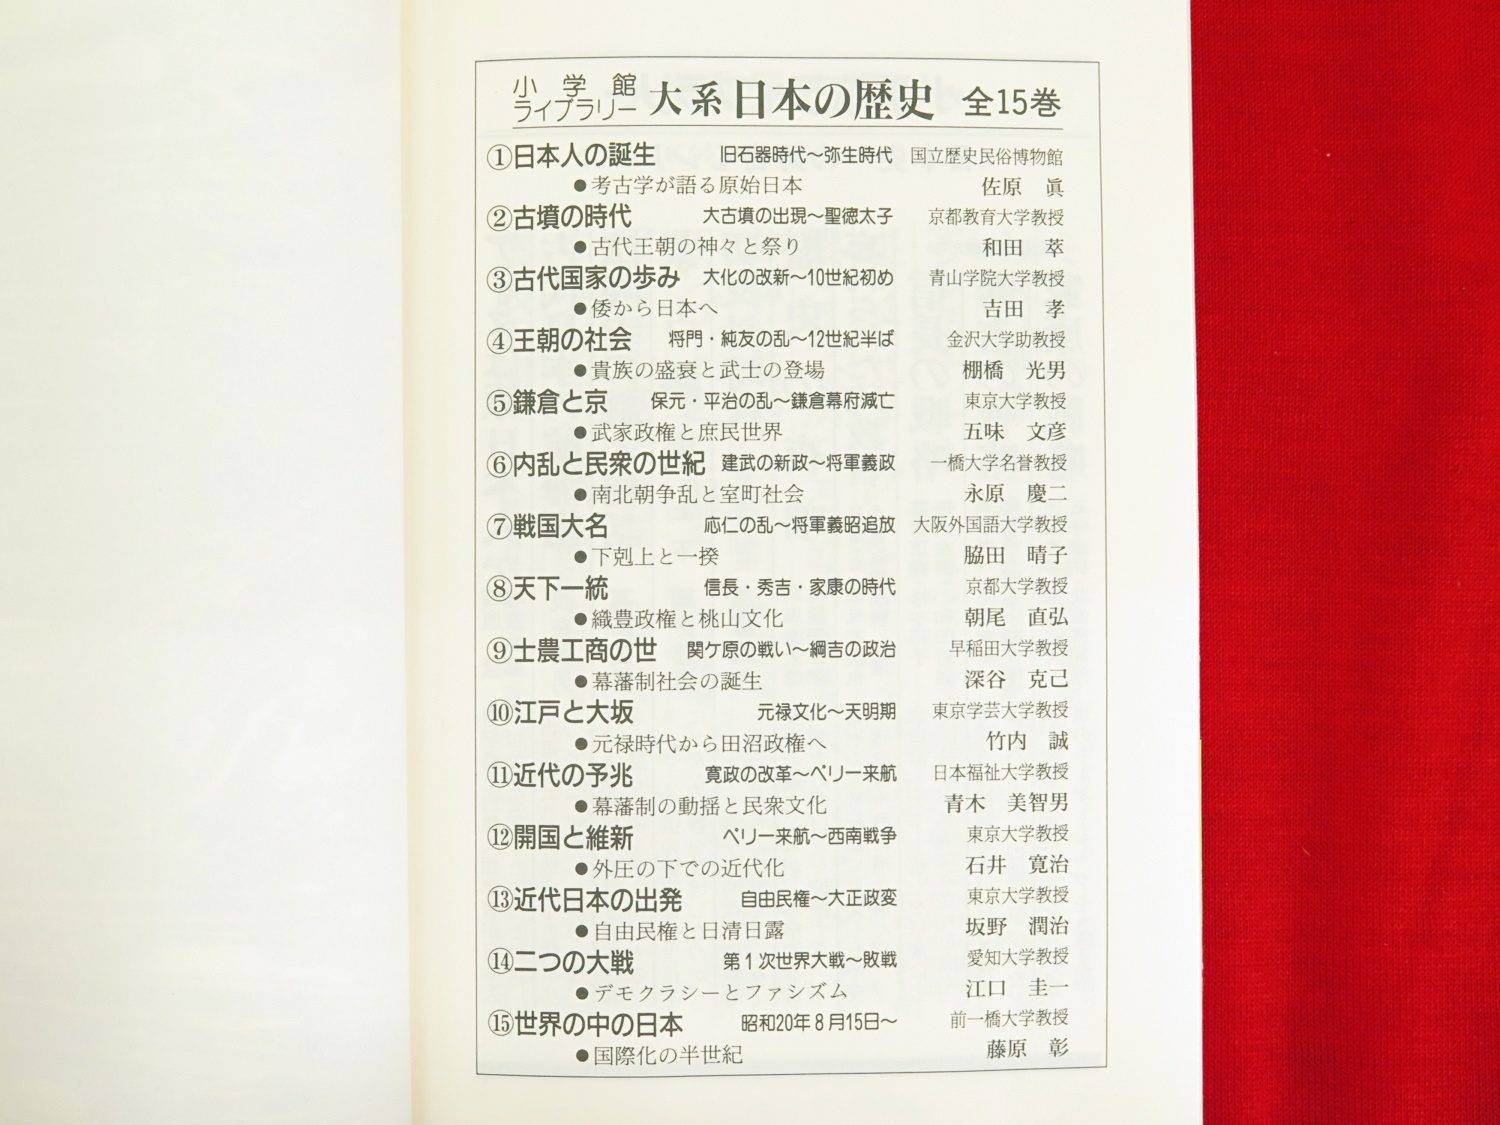 小学館
ライブラリー 大系 日本の歴史 全15巻
①日本人の誕生 旧石器時代〜弥生時代 国立歴史民俗博物館
●考古学が語る原始日本 佐原 眞
②古墳の時代 大古墳の出現〜聖徳太子 京都教育大学教授
●古代王朝の神々と祭り 和田 萃
③古代国家の歩み 大化の改新〜10世紀初め 青山学院大学教授
●倭から日本へ 吉田 孝
④王朝の社会 将門・純友の乱〜12世紀半ば 金沢大学助教授
●貴族の盛衰と武士の登場 棚橋 光男
⑤鎌倉と京 保元・平治の乱〜鎌倉幕府滅亡 東京大学教授
●武家政権と庶民世界 五味 文彦
⑥内乱と民衆の世紀 建武の新政〜将軍義政 一橋大学名誉教授
●南北朝争乱と室町社会 永原 慶二
⑦戦国大名 応仁の乱〜将軍義昭追放 大阪外国語大学教授
●下剋上と一揆 脇田 晴子
⑧天下一統 信長・秀吉・家康の時代 京都大学教授
●織豊政権と桃山文化 朝尾 直弘
⑨士農工商の世 関ケ原の戦い〜綱吉の政治 早稲田大学教授
●幕藩制社会の誕生 深谷 克己
⑩江戸と大坂 元禄文化〜天明期 東京学芸大学教授
●元禄時代から田沼政権へ 竹内 誠
⑪近代の予兆 寛政の改革〜ペリー来航 日本福祉大学教授
●幕藩制の動揺と民衆文化 青木 美智男
⑫開国と維新 ペリー来航〜西南戦争 東京大学教授
●外圧の下での近代化 石井 寛治
⑬近代日本の出発 自由民権〜大正政変 東京大学教授
●自由民権と日清日露 坂野 潤治
⑭二つの大戦 第1次世界大戦〜敗戦 愛知大学教授
●デモクラシーとファシズム 江口 圭一
⑮世界の中の日本 昭和20年8月15日〜 前一橋大学教授
●国際化の半世紀 藤原 彰